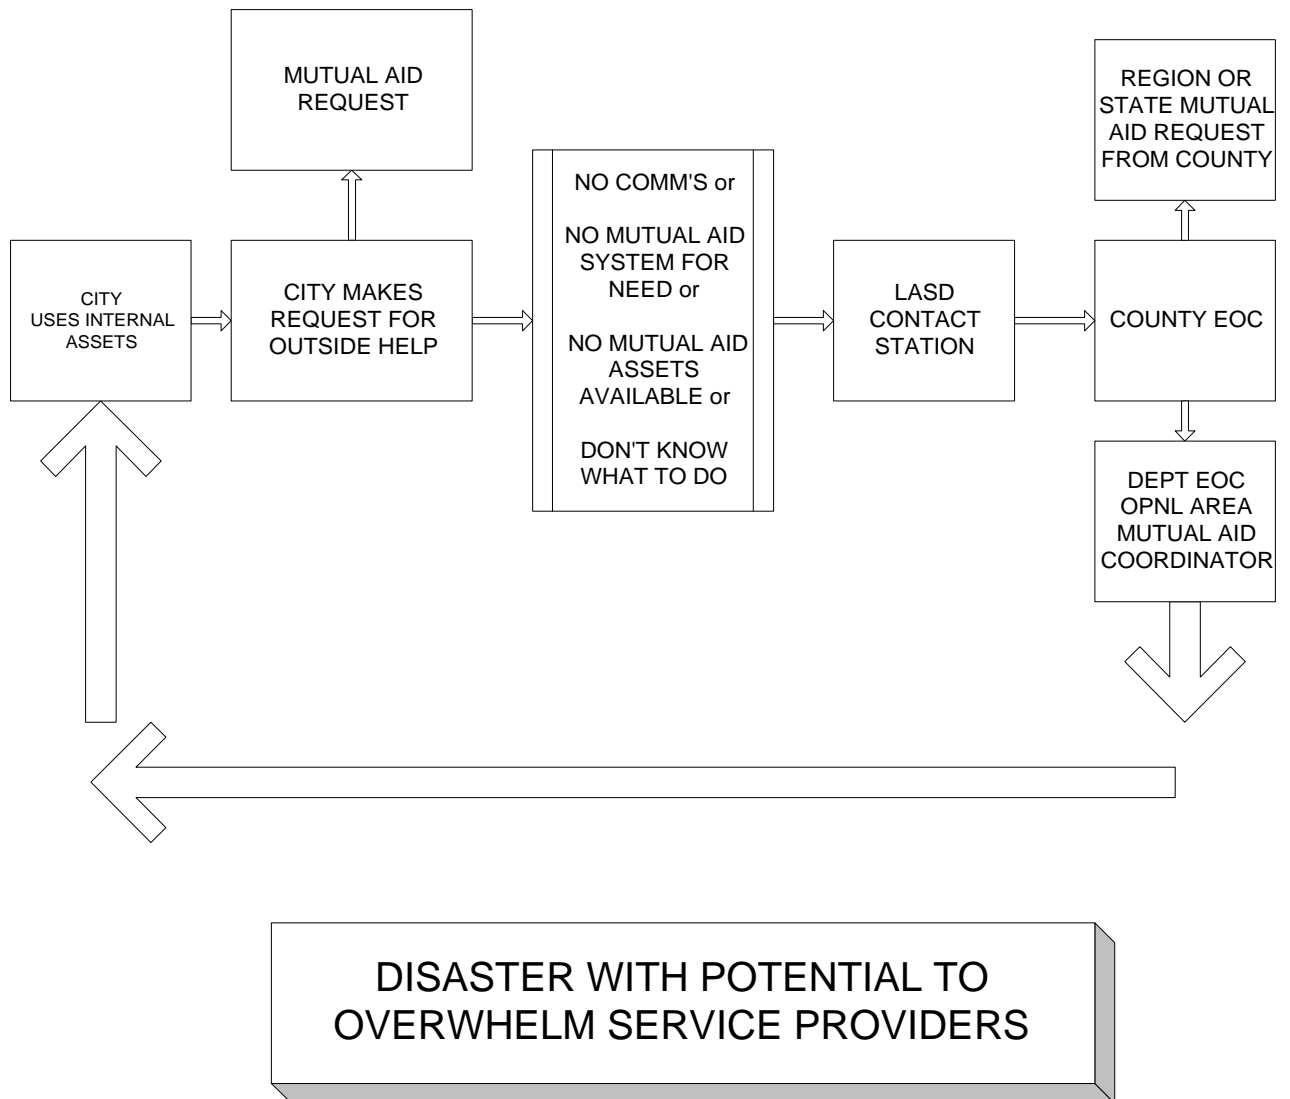 MUTUAL AID
REQUEST
REGION OR
STATE MUTUAL
AID REQUEST
FROM COUNTY
CITY
USES INTERNAL
ASSETS
CITY MAKES
REQUEST FOR
OUTSIDE HELP
NO COMM'S or
NO MUTUAL AID
SYSTEM FOR
NEED or
NO MUTUAL AID
ASSETS
AVAILABLE or
DON'T KNOW
WHAT TO DO
LASD
CONTACT
STATION
COUNTY EOC
DEPT EOC
OPNL AREA
MUTUAL AID
COORDINATOR
DISASTER WITH POTENTIAL TO
OVERWHELM SERVICE PROVIDERS